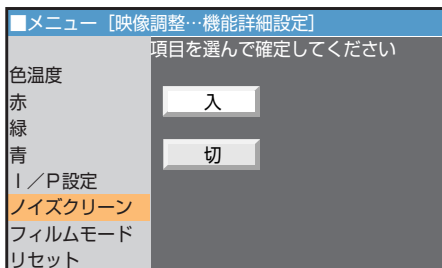 ■メニュー［映像調整…機能詳細設定］
項目を選んで確定してください
色温度
赤
入
緑
青
切
Ｉ／Ｐ設定
ノイズクリーン
フィルムモード
リセット